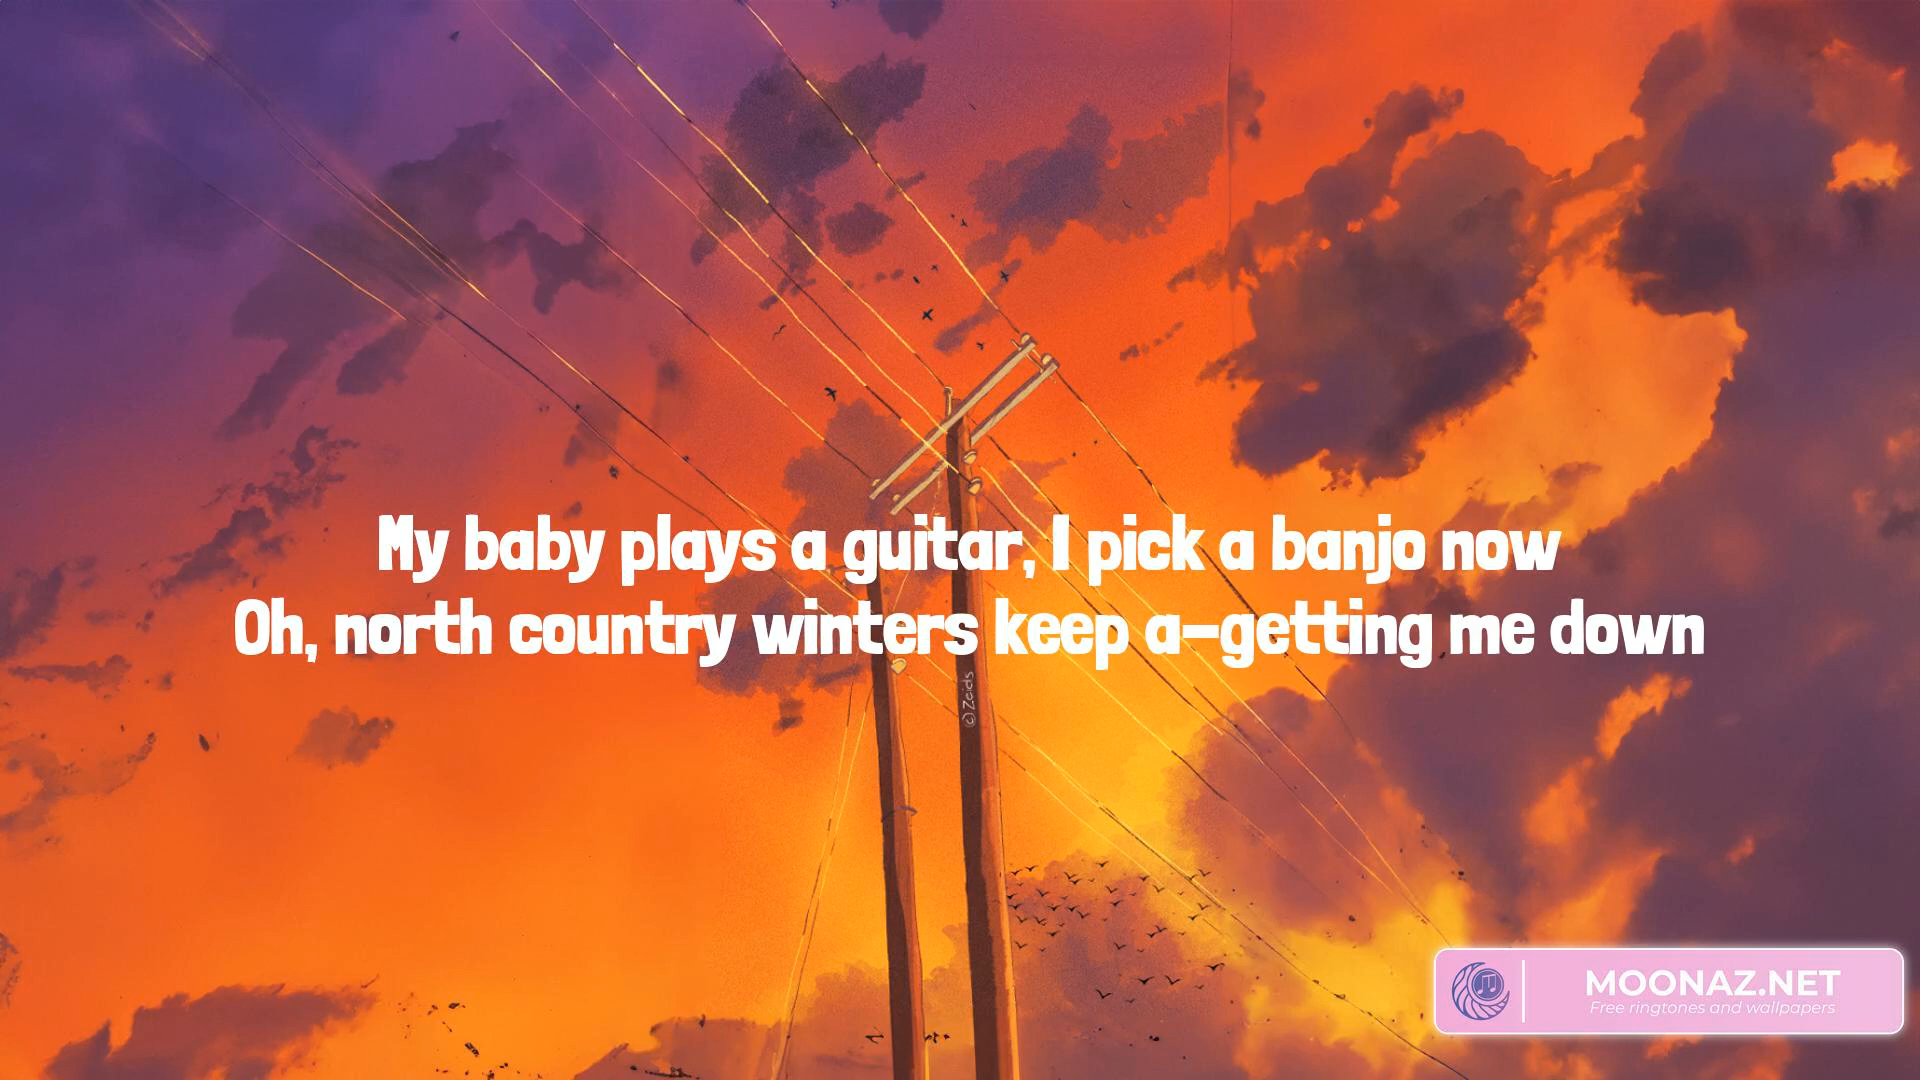 My baby plays a guitar, I pick a banjo now
Oh, north country winters keep a-getting me down
© Zeids
MOONAZ.NET
Free ringtones and wallpapers